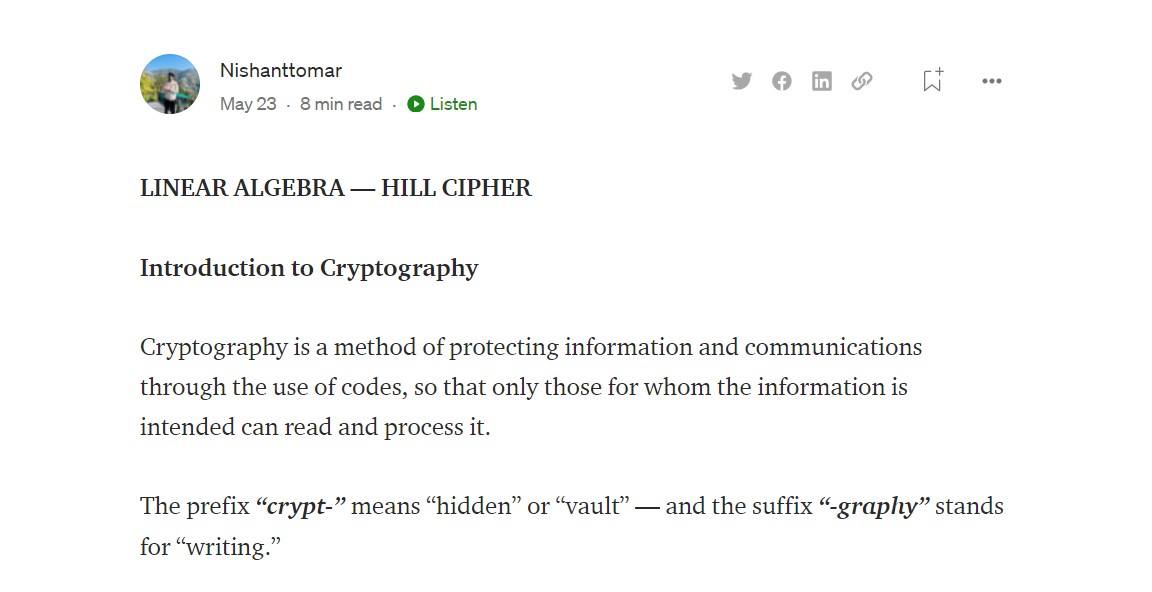 Nishanttomar
May 23 · 8 min read · Listen
LINEAR ALGEBRA — HILL CIPHER
Introduction to Cryptography
Cryptography is a method of protecting information and communications
through the use of codes, so that only those for whom the information is
intended can read and process it.
The prefix “crypt-” means “hidden” or “vault” — and the suffix “-graphy” stands
for “writing.”